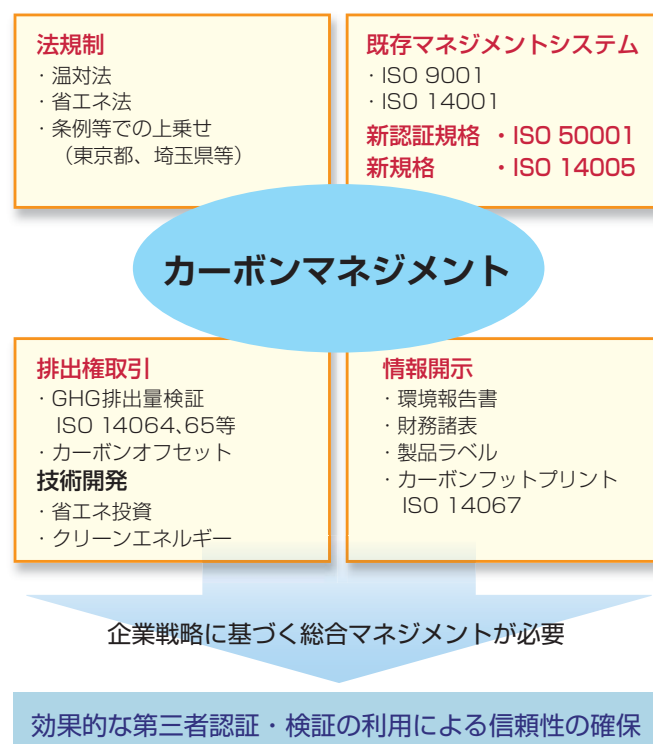 法規制
・温対法
・省エネ法
・条例等での上乗せ
（東京都、埼玉県等）
既存マネジメントシステム
・ISO 9001
・ISO 14001
新認証規格 ・ISO 50001
新規格 ・ISO 14005
カーボンマネジメント
排出権取引
・GHG排出量検証
ISO 14064、65等
・カーボンオフセット
技術開発
・省エネ投資
・クリーンエネルギー
情報開示
・環境報告書
・財務諸表
・製品ラベル
・カーボンフットプリント
ISO 14067
企業戦略に基づく総合マネジメントが必要
効果的な第三者認証・検証の利用による信頼性の確保